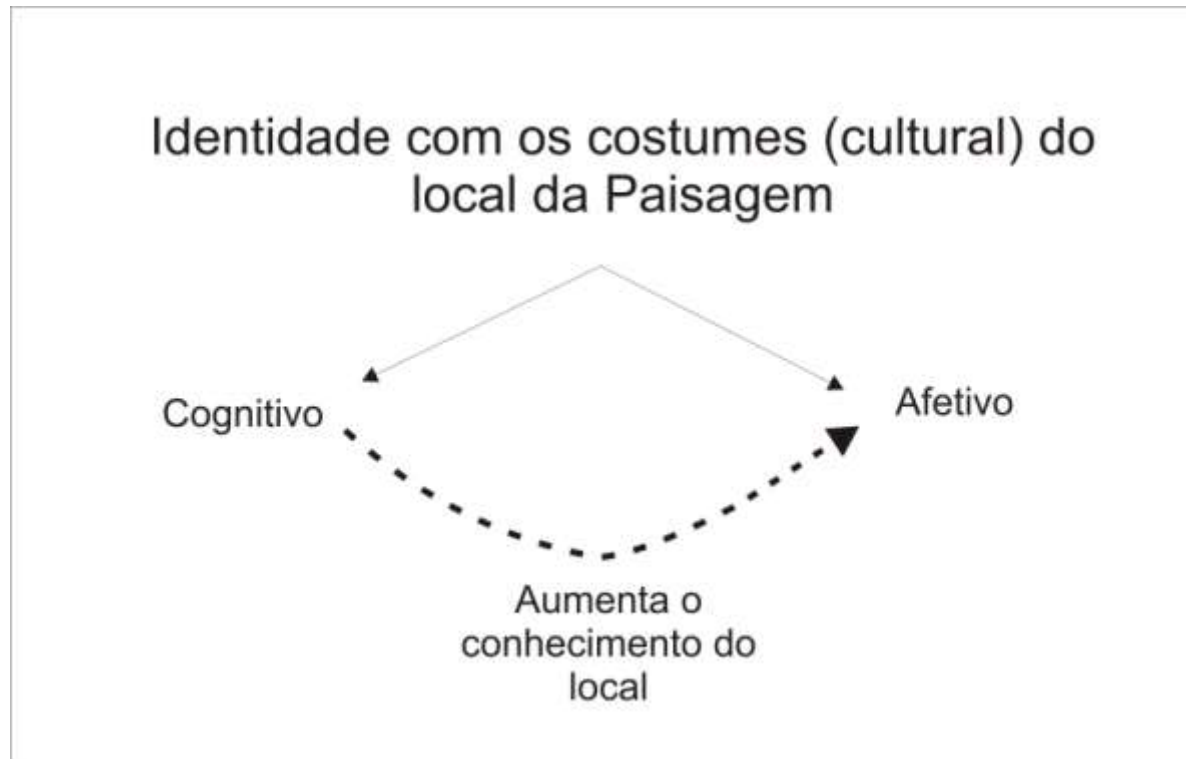 Identidade com os costumes (cultural) do
local da Paisagem
Cognitivo
Afetivo
Aumenta o
conhecimento do
local